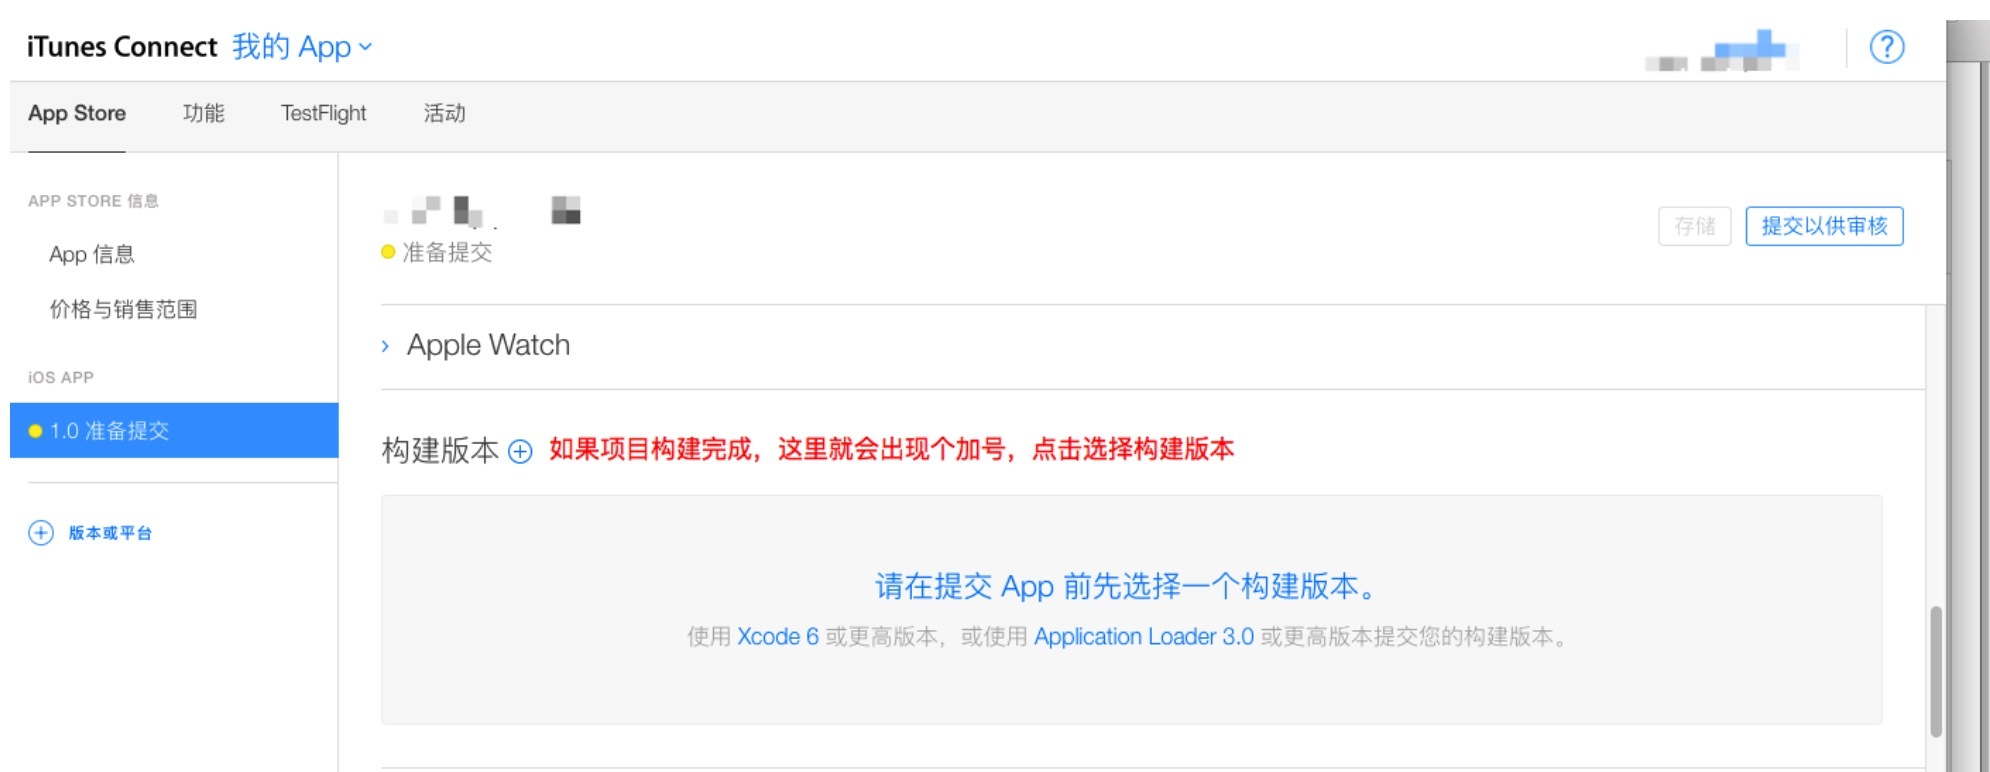 iTunes Connect 我的 App
?
App Store 功能 TestFlight 活动
APP STORE 信息
App 信息
价格与销售范围
iOS APP
1.0 准备提交
版本或平台
准备提交
存储 提交以供审核
Apple Watch
构建版本 如果项目构建完成，这里就会出现个加号，点击选择构建版本
请在提交 App 前先选择一个构建版本。
使用 Xcode 6 或更高版本，或使用 Application Loader 3.0 或更高版本提交您的构建版本。